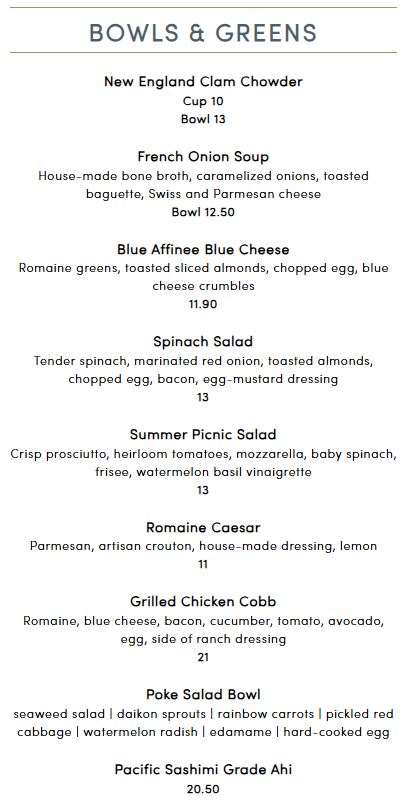 BOWLS & GREENS
New England Clam Chowder
Cup 10
Bowl 13
French Onion Soup
House-made bone broth, caramelized onions, toasted
baguette, Swiss and Parmesan cheese
Bowl 12.50
Blue Affinee Blue Cheese
Romaine greens, toasted sliced almonds, chopped egg, blue
cheese crumbles
11.90
Spinach Salad
Tender spinach, marinated red onion, toasted almonds,
chopped egg, bacon, egg-mustard dressing
13
Summer Picnic Salad
Crisp prosciutto, heirloom tomatoes, mozzarella, baby spinach,
frisee, watermelon basil vinaigrette
13
Romaine Caesar
Parmesan, artisan crouton, house-made dressing, lemon
11
Grilled Chicken Cobb
Romaine, blue cheese, bacon, cucumber, tomato, avocado,
egg, side of ranch dressing
21
Poke Salad Bowl
seaweed salad | daikon sprouts | rainbow carrots | pickled red
cabbage | watermelon radish | edamame | hard-cooked egg
Pacific Sashimi Grade Ahi
20.50